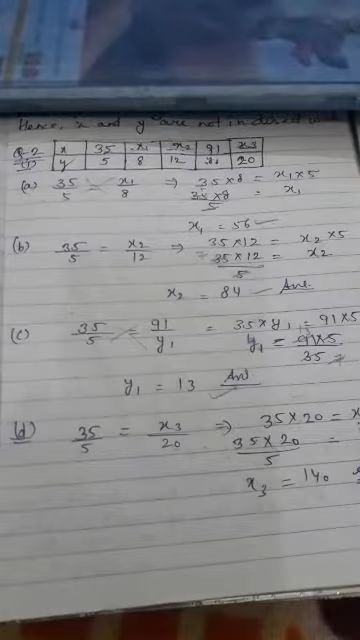 Hence, x and y are not in direct
Q-2 x 35 x1 x2 91 x3
(1) y 5 8 12 y1 20
(a) 35/5 = x1/8 ⇒ 35×8 = x1×5
35×8/5 = x1
x1 = 56
(b) 35/5 = x2/12 ⇒ 35×12 = x2×5
35×12/5 = x2
x2 = 84 Ans.
(c) 35/5 = 91/y1 = 35×y1 = 91×5
y1 = 91×5/35
y1 = 13 Ans
(d) 35/5 = x3/20 ⇒ 35×20 =
35×20/5 =
x3 = 140